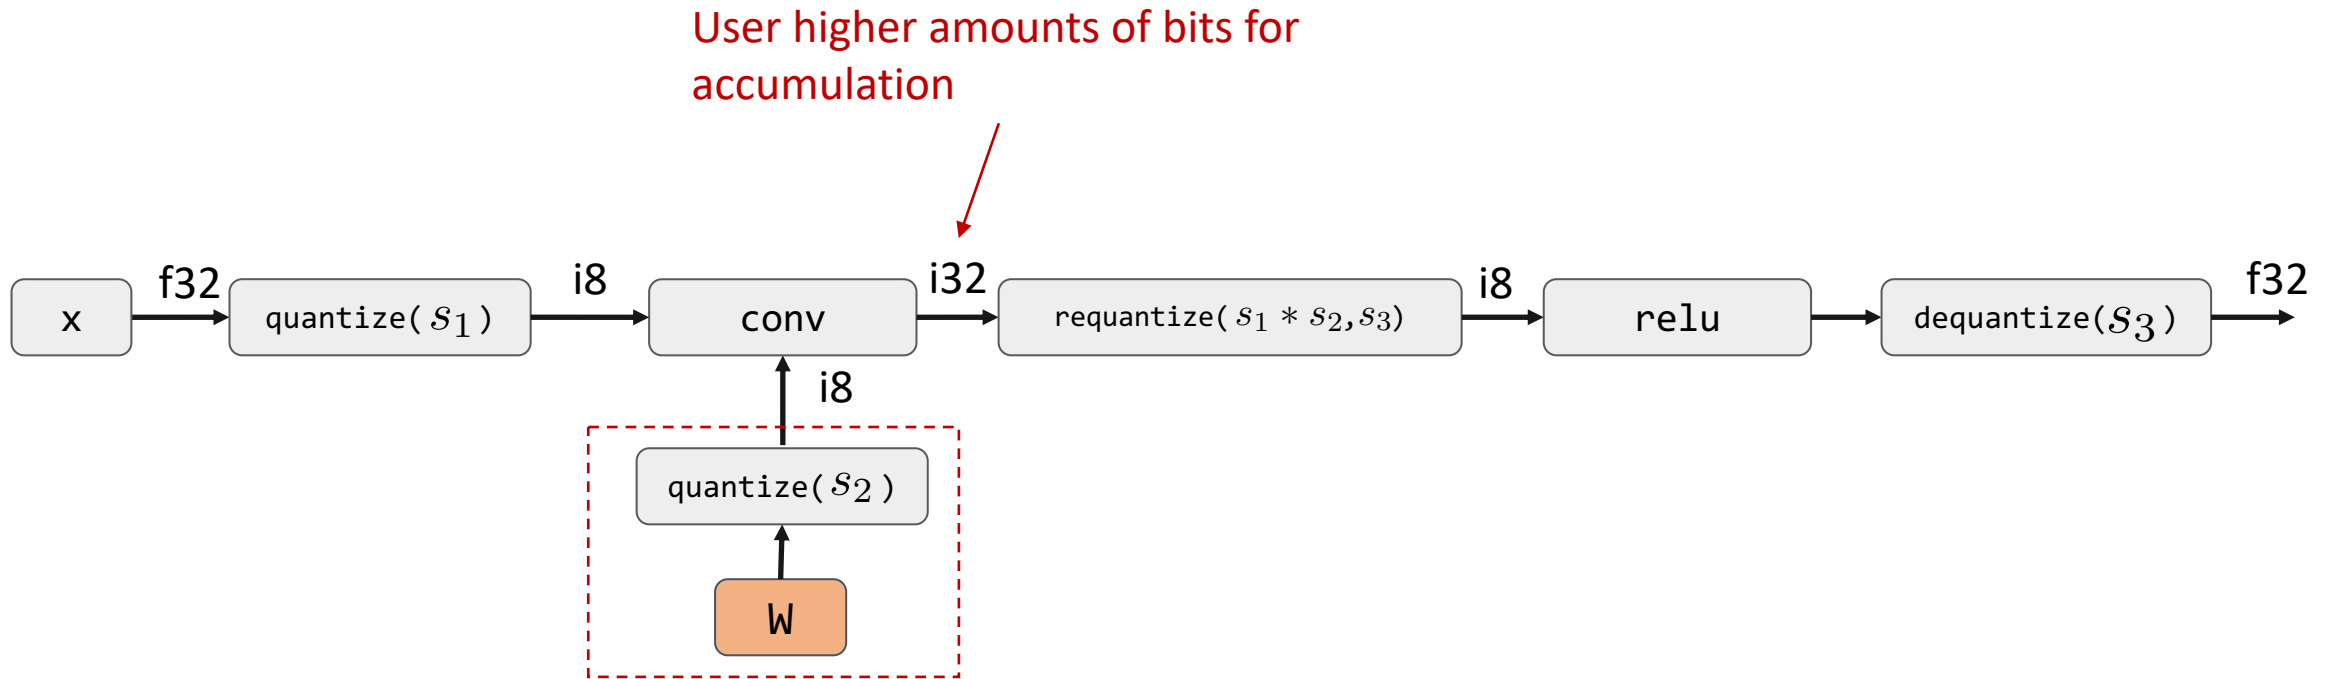 User higher amounts of bits for
accumulation
x
f32
quantize( s₁ )
i8
conv
i32
requantize( s₁ * s₂,s₃)
i8
relu
dequantize(s₃ )
f32
i8
quantize( s₂ )
W